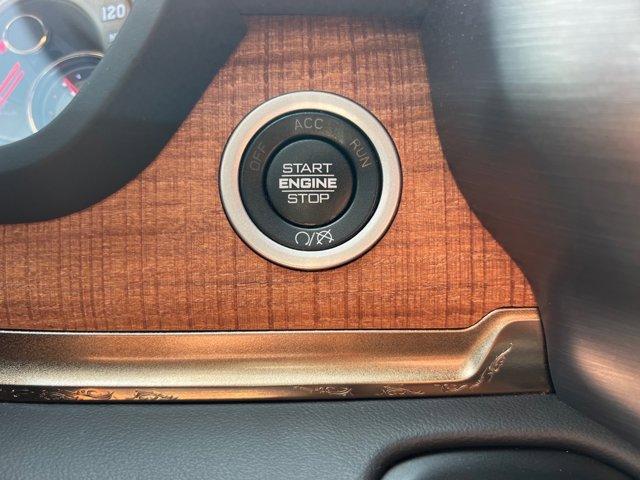 120
OFF ACC RUN
START
ENGINE
STOP